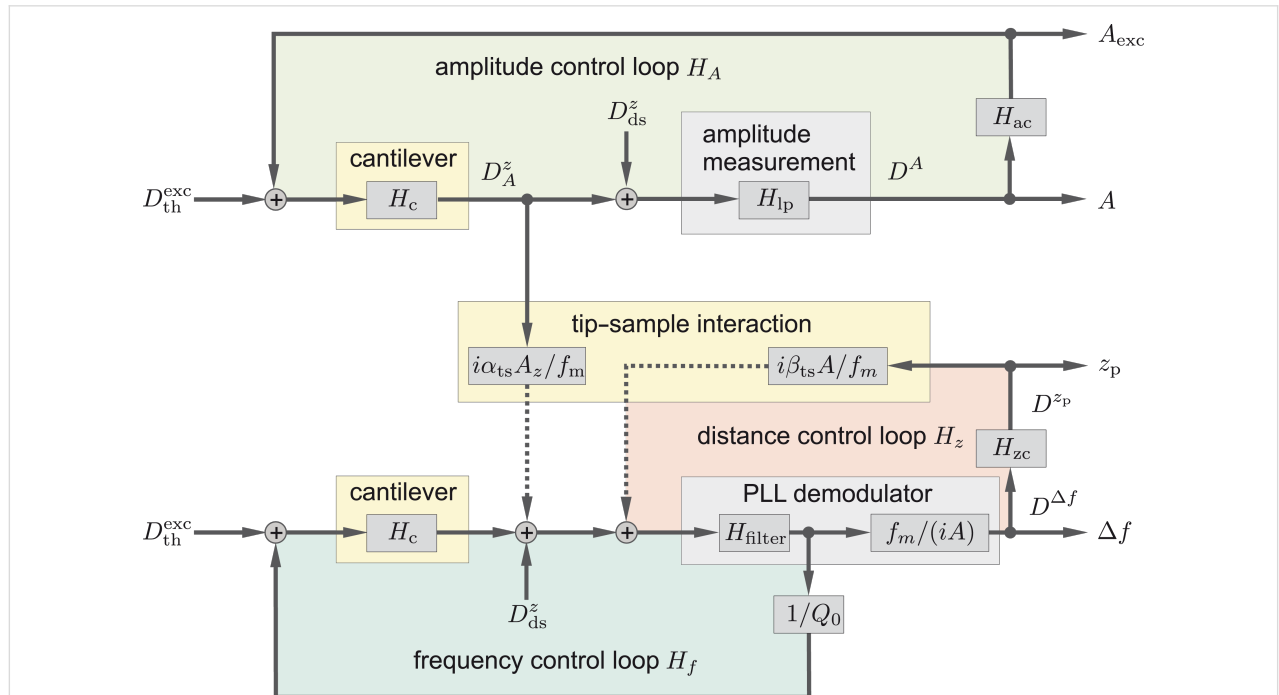 A_exc
amplitude control loop H_A
D^z_ds
H_ac
amplitude
measurement
cantilever
D^z_A
D^A
D^exc_th
+
H_c
+
H_lp
A
tip–sample interaction
iα_ts A_z/f_m
iβ_ts A/f_m
z_p
D^z_p
distance control loop H_z
H_zc
cantilever
PLL demodulator
D^Δf
D^exc_th
+
H_c
+
+
H_filter
f_m/(iA)
Δf
D^z_ds
1/Q_0
frequency control loop H_f